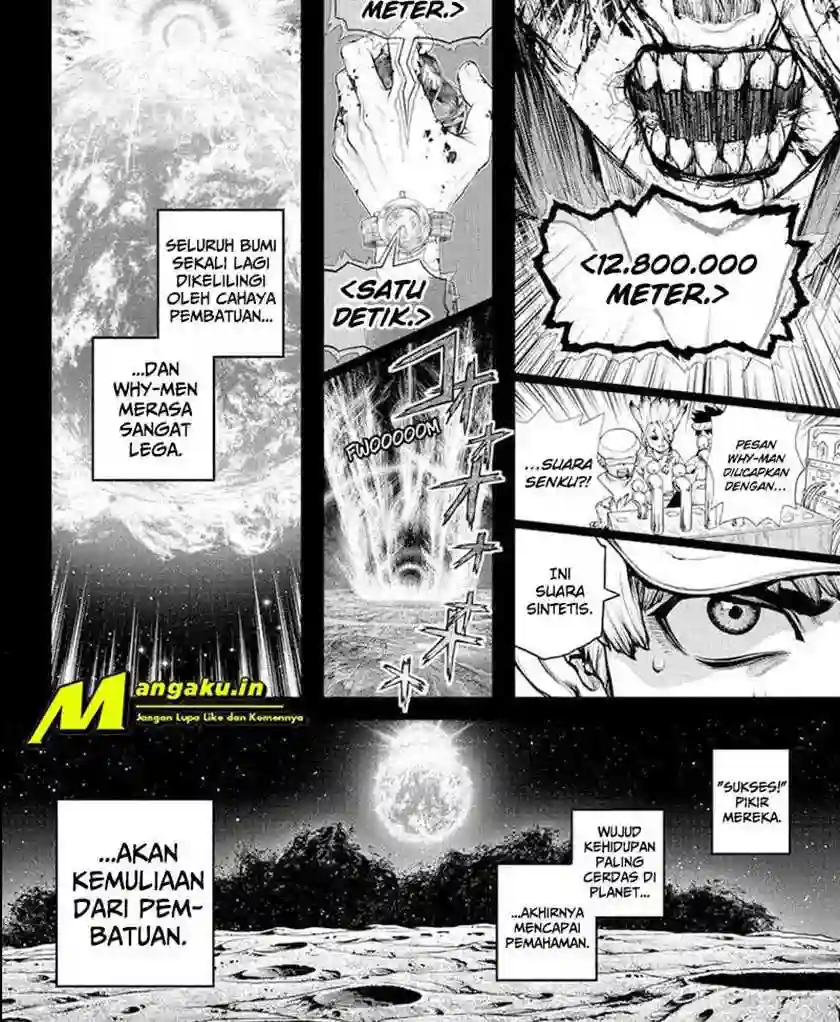 <12.800.000
METER.>
METER.>
<SATU
DETIK.>
PESAN
WHY-MAN
DIUCAPKAN
DENGAN...
...SUARA
SENKU?!
INI
SUARA
SINTETIS.
FWOOOOOM
SELURUH BUMI
SEKALI LAGI
DIKELILINGI
OLEH CAHAYA
PEMBATUAN...
...DAN
WHY-MEN
MERASA
SANGAT
LEGA.
Mangaku.in
Jangan Lupa Like dan Komennya
"SUKSES!"
PIKIR
MEREKA.
WUJUD
KEHIDUPAN
PALING
CERDAS DI
PLANET...
...AKHIRNYA
MENCAPAI
PEMAHAMAN.
...AKAN
KEMULIAAN
DARI PEM-
BATUAN.